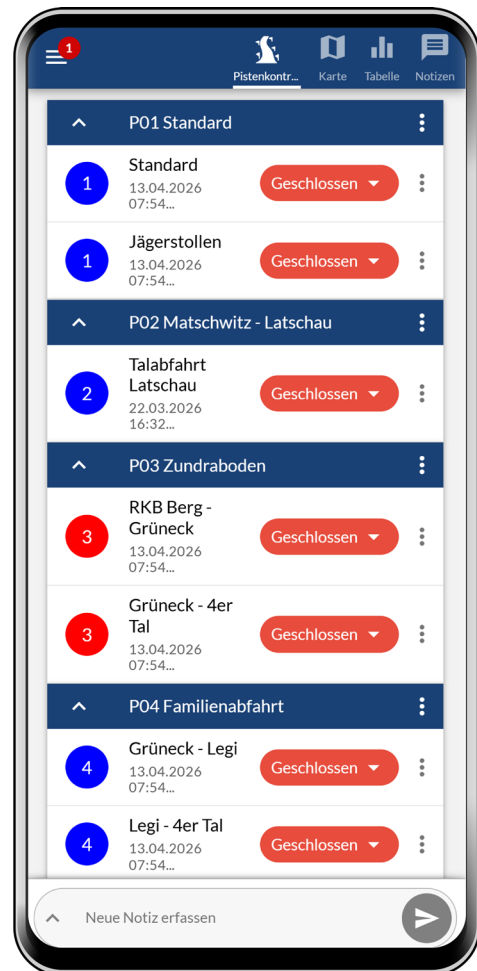 1
Pistenkontr... Karte Tabelle Notizen
P01 Standard
Standard
1
13.04.2026
07:54...
Geschlossen
Jägerstollen
1
13.04.2026
07:54...
Geschlossen
P02 Matschwitz - Latschau
Talabfahrt
Latschau
2
22.03.2026
16:32...
Geschlossen
P03 Zundraboden
RKB Berg -
Grüneck
3
13.04.2026
07:54...
Geschlossen
Grüneck - 4er
Tal
3
13.04.2026
07:54...
Geschlossen
P04 Familienabfahrt
Grüneck - Legi
4
13.04.2026
07:54...
Geschlossen
Legi - 4er Tal
4
13.04.2026
07:54...
Geschlossen
Neue Notiz erfassen